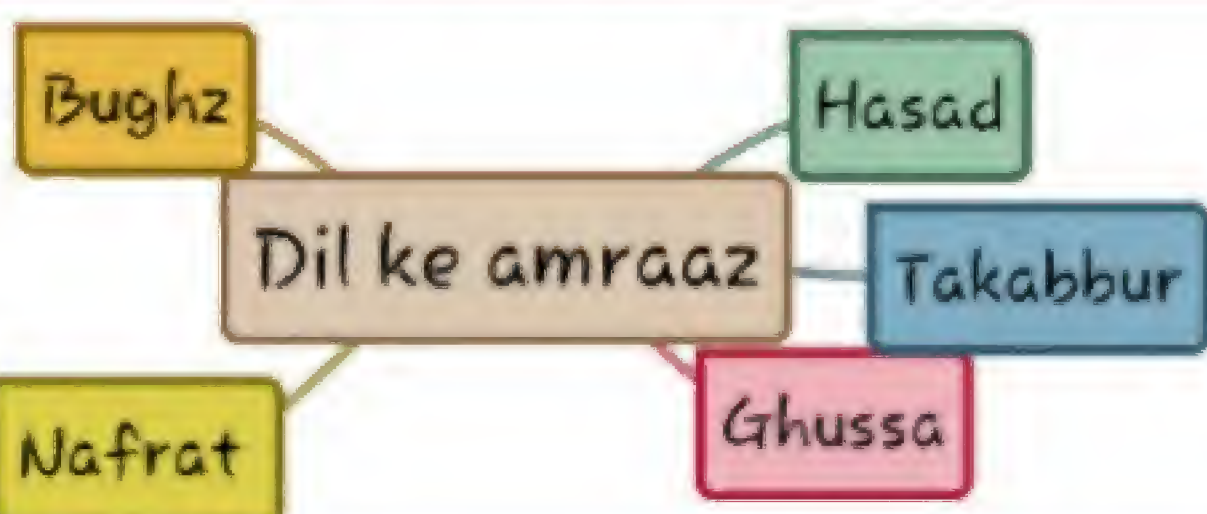 Bughz
Hasad
Dil ke amraaz
Takabbur
Ghussa
Nafrat